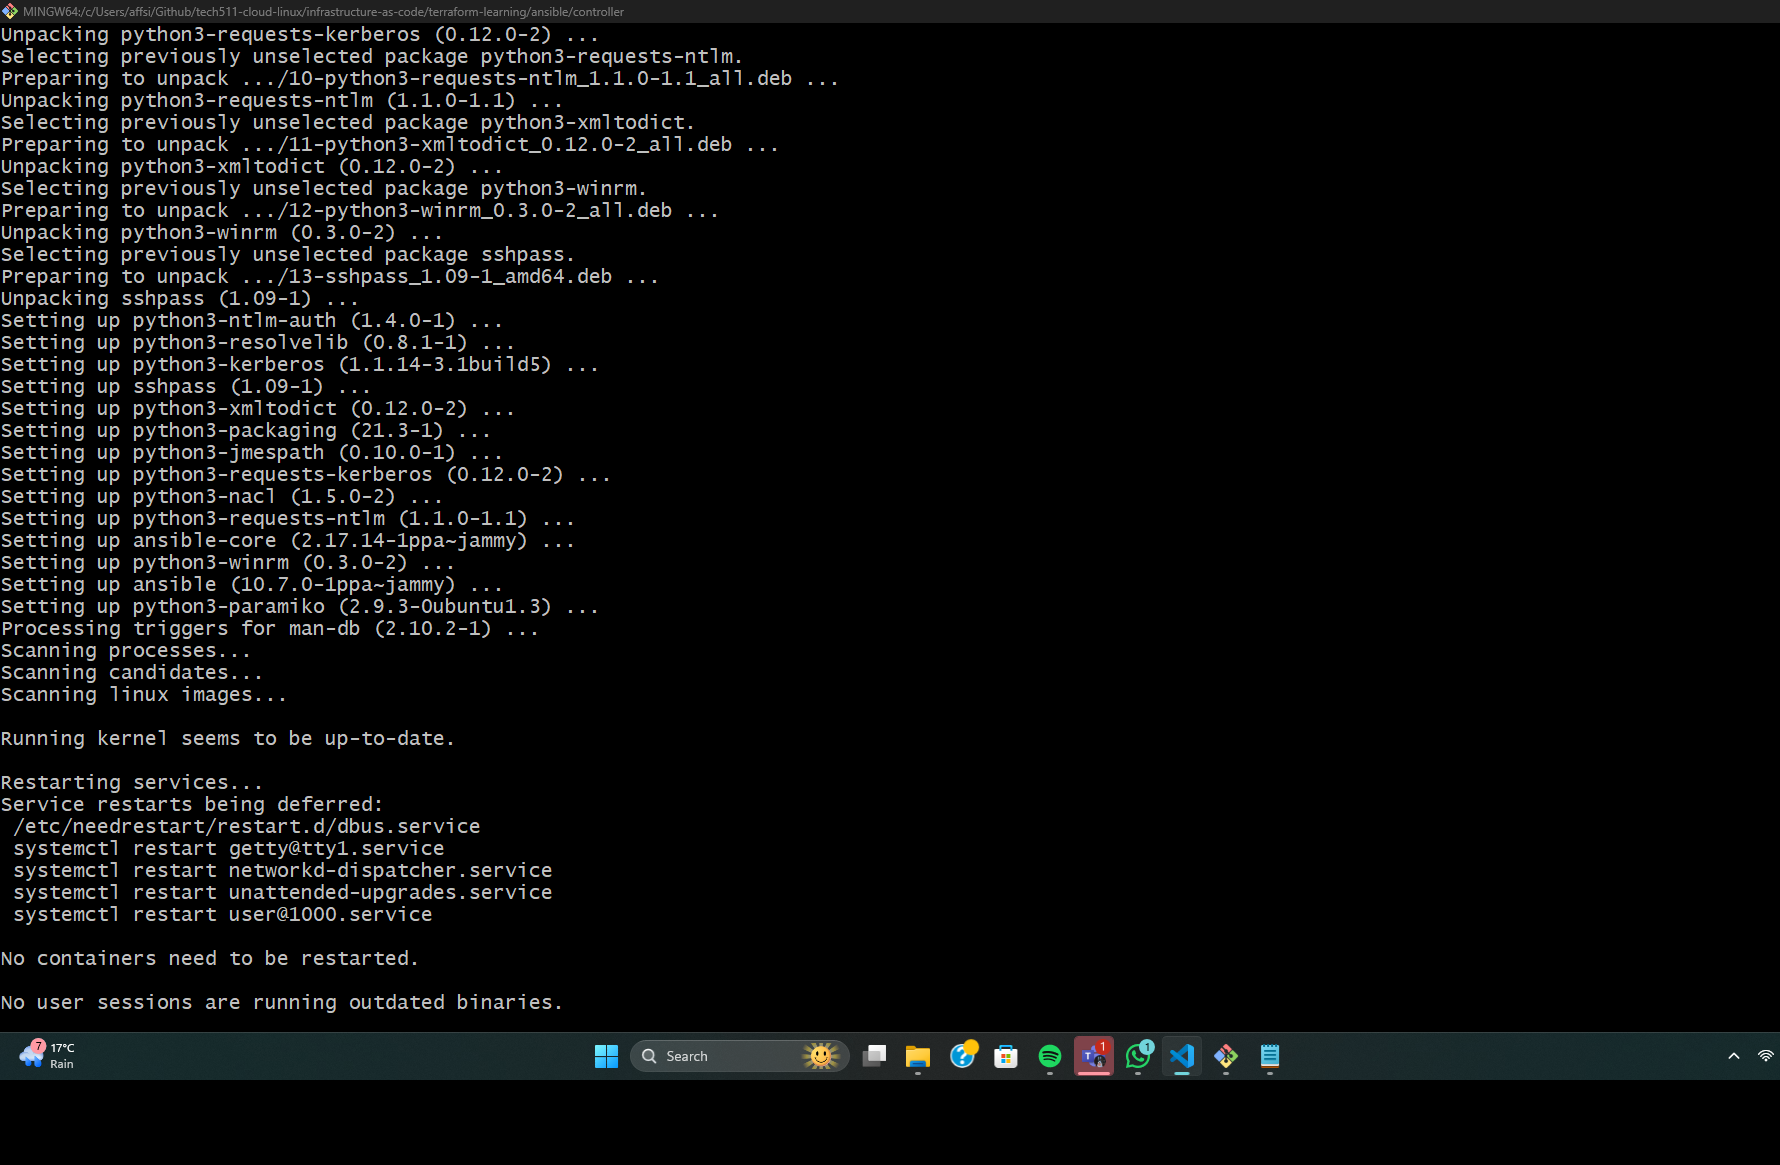 MINGW64:/c/Users/affsi/Github/tech511-cloud-linux/infrastructure-as-code/terraform-learning/ansible/controller
Unpacking python3-requests-kerberos (0.12.0-2) ...
Selecting previously unselected package python3-requests-ntlm.
Preparing to unpack .../10-python3-requests-ntlm_1.1.0-1.1_all.deb ...
Unpacking python3-requests-ntlm (1.1.0-1.1) ...
Selecting previously unselected package python3-xmltodict.
Preparing to unpack .../11-python3-xmltodict_0.12.0-2_all.deb ...
Unpacking python3-xmltodict (0.12.0-2) ...
Selecting previously unselected package python3-winrm.
Preparing to unpack .../12-python3-winrm_0.3.0-2_all.deb ...
Unpacking python3-winrm (0.3.0-2) ...
Selecting previously unselected package sshpass.
Preparing to unpack .../13-sshpass_1.09-1_amd64.deb ...
Unpacking sshpass (1.09-1) ...
Setting up python3-ntlm-auth (1.4.0-1) ...
Setting up python3-resolvelib (0.8.1-1) ...
Setting up python3-kerberos (1.1.14-3.1build5) ...
Setting up sshpass (1.09-1) ...
Setting up python3-xmltodict (0.12.0-2) ...
Setting up python3-packaging (21.3-1) ...
Setting up python3-jmespath (0.10.0-1) ...
Setting up python3-requests-kerberos (0.12.0-2) ...
Setting up python3-nacl (1.5.0-2) ...
Setting up python3-requests-ntlm (1.1.0-1.1) ...
Setting up ansible-core (2.17.14-1ppa~jammy) ...
Setting up python3-winrm (0.3.0-2) ...
Setting up ansible (10.7.0-1ppa~jammy) ...
Setting up python3-paramiko (2.9.3-0ubuntu1.3) ...
Processing triggers for man-db (2.10.2-1) ...
Scanning processes...
Scanning candidates...
Scanning linux images...
Running kernel seems to be up-to-date.
Restarting services...
Service restarts being deferred:
/etc/needrestart/restart.d/dbus.service
systemctl restart getty@tty1.service
systemctl restart networkd-dispatcher.service
systemctl restart unattended-upgrades.service
systemctl restart user@1000.service
No containers need to be restarted.
No user sessions are running outdated binaries.
7
17°C
Rain
Search
1
1